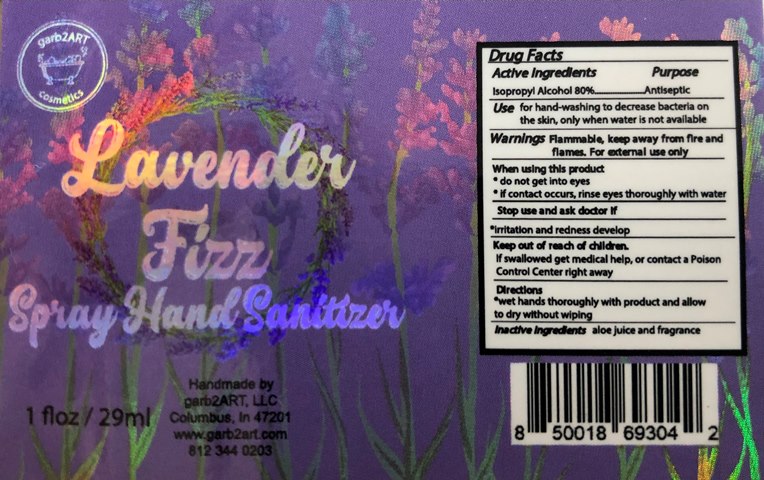 garb2ART
cosmetics
Lavender
Fizz
Spray Hand Sanitizer
1 floz / 29ml
Handmade by
garb2ART, LLC
Columbus, In 47201
www.garb2art.com
812 344 0203
Drug Facts
Active Ingredients Purpose
Isopropyl Alcohol 80%..............Antiseptic
Use for hand-washing to decrease bacteria on
the skin, only when water is not available
Warnings Flammable, keep away from fire and
flames. For external use only
When using this product
* do not get into eyes
* if contact occurs, rinse eyes thoroughly with water
Stop use and ask doctor if
*irritation and redness develop
Keep out of reach of children.
If swallowed get medical help, or contact a Poison
Control Center right away
Directions
*wet hands thoroughly with product and allow
to dry without wiping
Inactive Ingredients aloe juice and fragrance
8 50018 69304 2